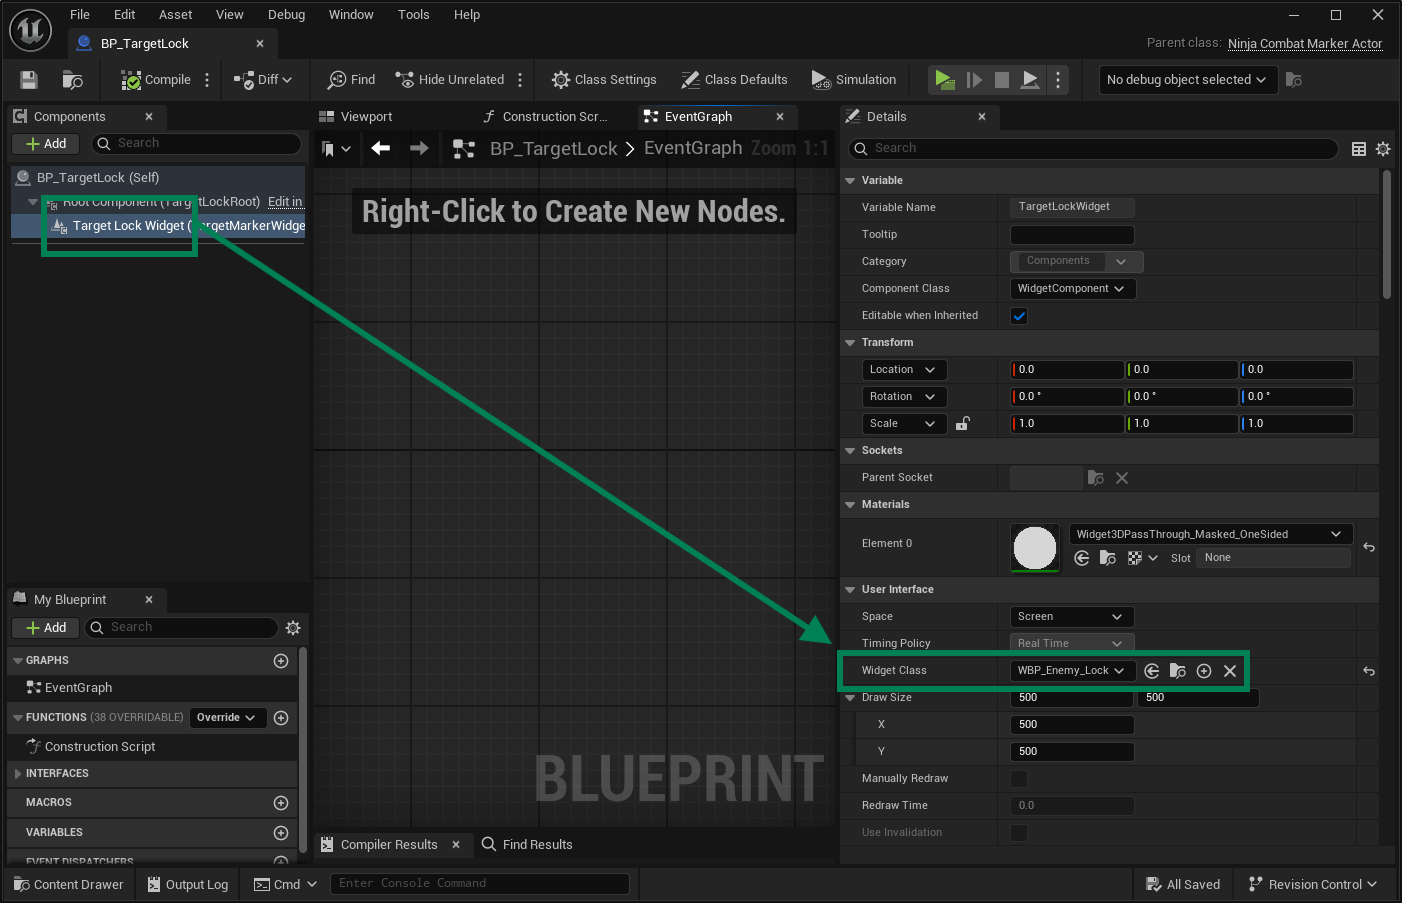 File Edit Asset View Debug Window Tools Help
BP_TargetLock
Parent class: Ninja Combat Marker Actor
Compile Diff Find Hide Unrelated Class Settings Class Defaults Simulation No debug object selected
Components Viewport Construction Scr... EventGraph Details
Add Search BP_TargetLock EventGraph Zoom 1:1 Search
BP_TargetLock (Self)
Root Component (TargetLockRoot) Edit in
Target Lock Widget (TargetMarkerWidge
Right-Click to Create New Nodes.
BLUEPRINT
Variable
Variable Name TargetLockWidget
Tooltip
Category Components
Component Class WidgetComponent
Editable when Inherited
Transform
Location 0.0 0.0 0.0
Rotation 0.0 ° 0.0 ° 0.0 °
Scale 1.0 1.0 1.0
Sockets
Parent Socket
Materials
Element 0 Widget3DPassThrough_Masked_OneSided
Slot None
User Interface
Space Screen
Timing Policy Real Time
Widget Class WBP_Enemy_Lock
Draw Size 500 500
X 500
Y 500
Manually Redraw
Redraw Time 0.0
Use Invalidation
My Blueprint
Add Search
GRAPHS
EventGraph
FUNCTIONS (38 OVERRIDABLE) Override
Construction Script
INTERFACES
MACROS
VARIABLES
EVENT DISPATCHERS
Compiler Results Find Results
Content Drawer Output Log Cmd Enter Console Command All Saved Revision Control